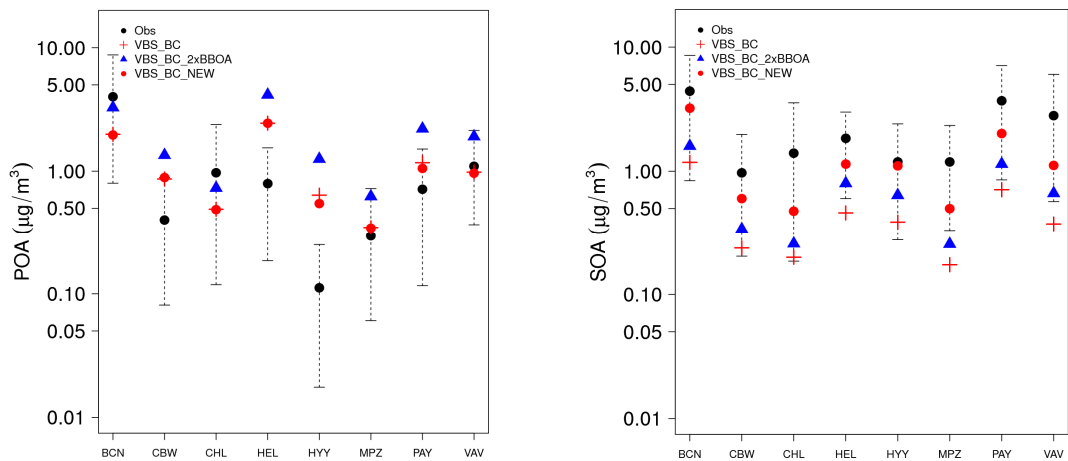 Obs
VBS_BC
VBS_BC_2xBBOA
VBS_BC_NEW
10.00
5.00
1.00
0.50
0.10
0.05
0.01
POA (μg/m³)
BCN CBW CHL HEL HYY MPZ PAY VAV
Obs
VBS_BC
VBS_BC_2xBBOA
VBS_BC_NEW
10.00
5.00
1.00
0.50
0.10
0.05
0.01
SOA (μg/m³)
BCN CBW CHL HEL HYY MPZ PAY VAV